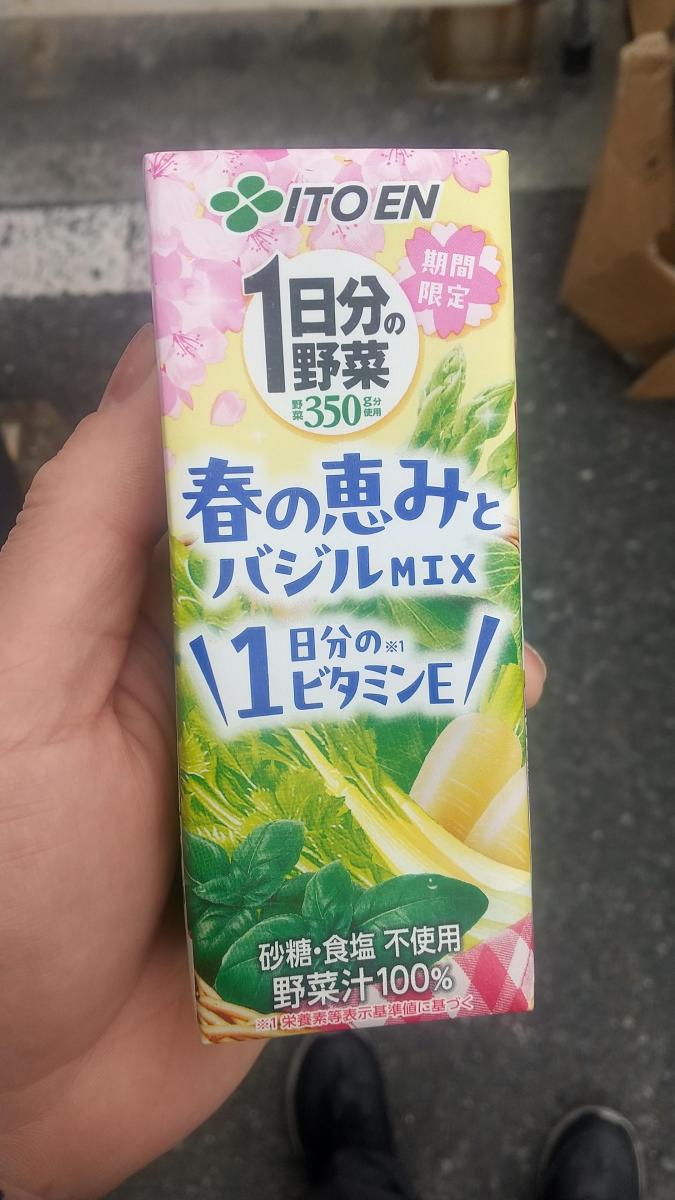 ITO EN
期間
限定
1日分の
野菜
野菜350g分使用
春の恵みと
バジルMIX
1日分の※1
ビタミンE
砂糖・食塩 不使用
野菜汁100%
※1 栄養素等表示基準値に基づく